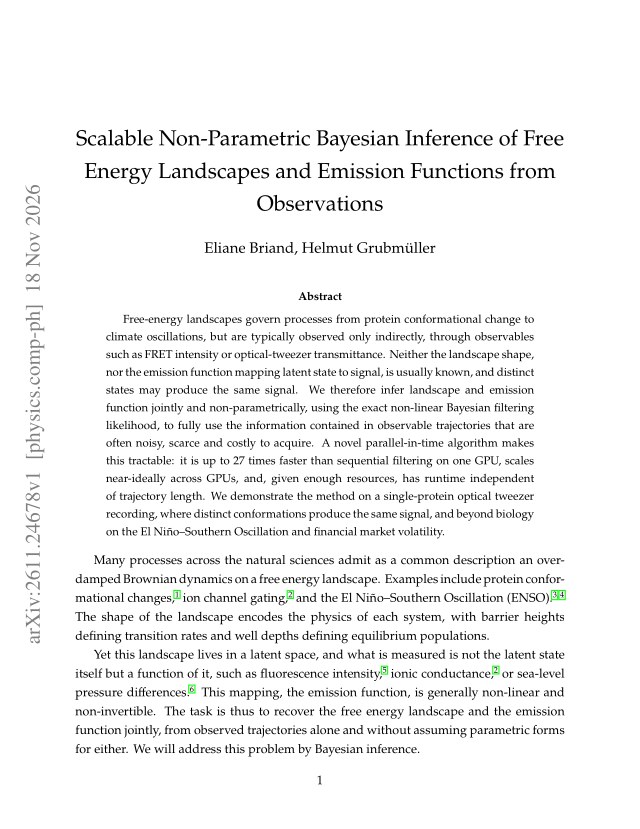 Scalable Non-Parametric Bayesian Inference of Free
Energy Landscapes and Emission Functions from
Observations
Eliane Briand, Helmut Grubmüller
Abstract
Free-energy landscapes govern processes from protein conformational change to
climate oscillations, but are typically observed only indirectly, through observables
such as FRET intensity or optical-tweezer transmittance. Neither the landscape shape,
nor the emission function mapping latent state to signal, is usually known, and distinct
states may produce the same signal. We therefore infer landscape and emission
function jointly and non-parametrically, using the exact non-linear Bayesian filtering
likelihood, to fully use the information contained in observable trajectories that are
often noisy, scarce and costly to acquire. A novel parallel-in-time algorithm makes
this tractable: it is up to 27 times faster than sequential filtering on one GPU, scales
near-ideally across GPUs, and, given enough resources, has runtime independent
of trajectory length. We demonstrate the method on a single-protein optical tweezer
recording, where distinct conformations produce the same signal, and beyond biology
on the El Niño–Southern Oscillation and financial market volatility.
Many processes across the natural sciences admit as a common description an over-
damped Brownian dynamics on a free energy landscape. Examples include protein confor-
mational changes,1 ion channel gating,2 and the El Niño–Southern Oscillation (ENSO).3,4
The shape of the landscape encodes the physics of each system, with barrier heights
defining transition rates and well depths defining equilibrium populations.
Yet this landscape lives in a latent space, and what is measured is not the latent state
itself but a function of it, such as fluorescence intensity,5 ionic conductance,2 or sea-level
pressure differences.6 This mapping, the emission function, is generally non-linear and
non-invertible. The task is thus to recover the free energy landscape and the emission
function jointly, from observed trajectories alone and without assuming parametric forms
for either. We will address this problem by Bayesian inference.
1
arXiv:2611.24678v1 [physics.comp-ph] 18 Nov 2026